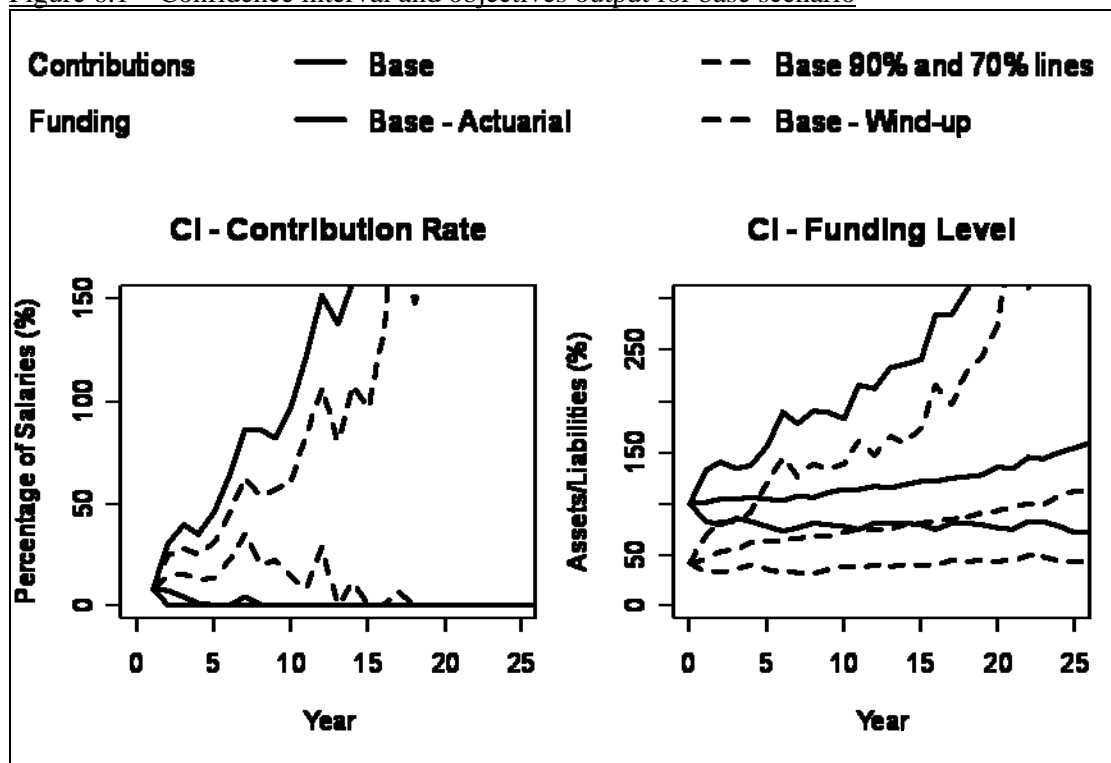 Figure 6.1 – Confidence interval and objectives output for base scenario
Contributions Base Base 90% and 70% lines
Funding Base - Actuarial Base - Wind-up
CI - Contribution Rate
CI - Funding Level
Percentage of Salaries (%)
0 50 100 150
0 5 10 15 20 25
Year
Assets/Liabilities (%)
0 50 150 250
0 5 10 15 20 25
Year